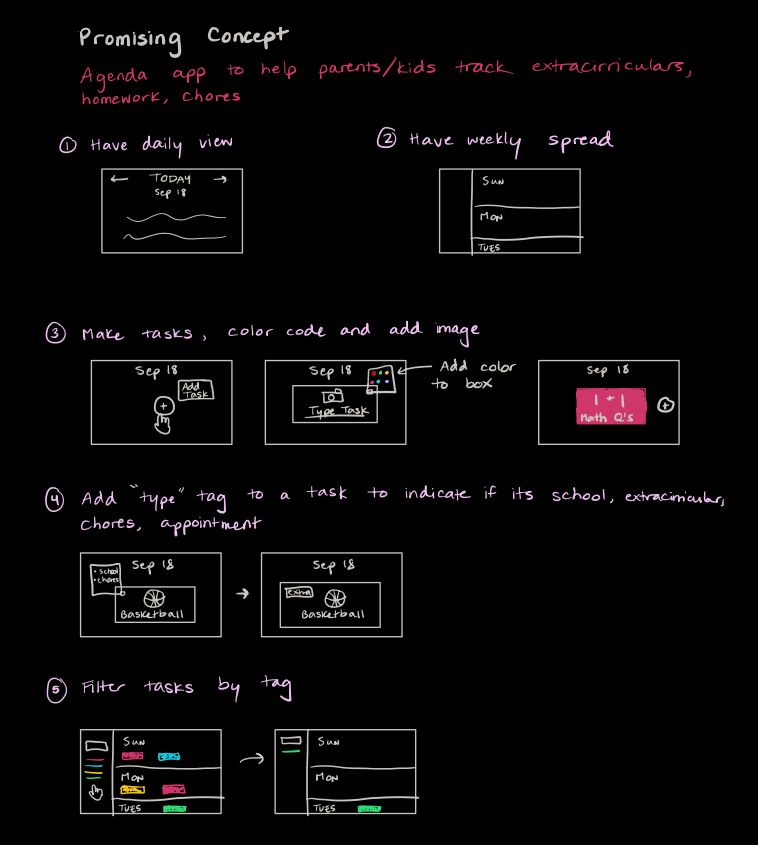 Promising Concept
Agenda app to help parents/kids track extracirriculars,
homework, chores
① Have daily view
② Have weekly spread
← TODAY →
Sep 18
SUN
MON
TUES
③ Make tasks, color code and add image
Sep 18
Add
Task
+
Sep 18
Type Task
← Add color
to box
Sep 18
1 + 1
Math Q's
+
④ Add "type" tag to a task to indicate if its school, extracirricular,
chores, appointment
Sep 18
• school
• chores
Basketball
→
Sep 18
extra
Basketball
⑤ Filter tasks by tag
SUN
MON
TUES
→
SUN
MON
TUES